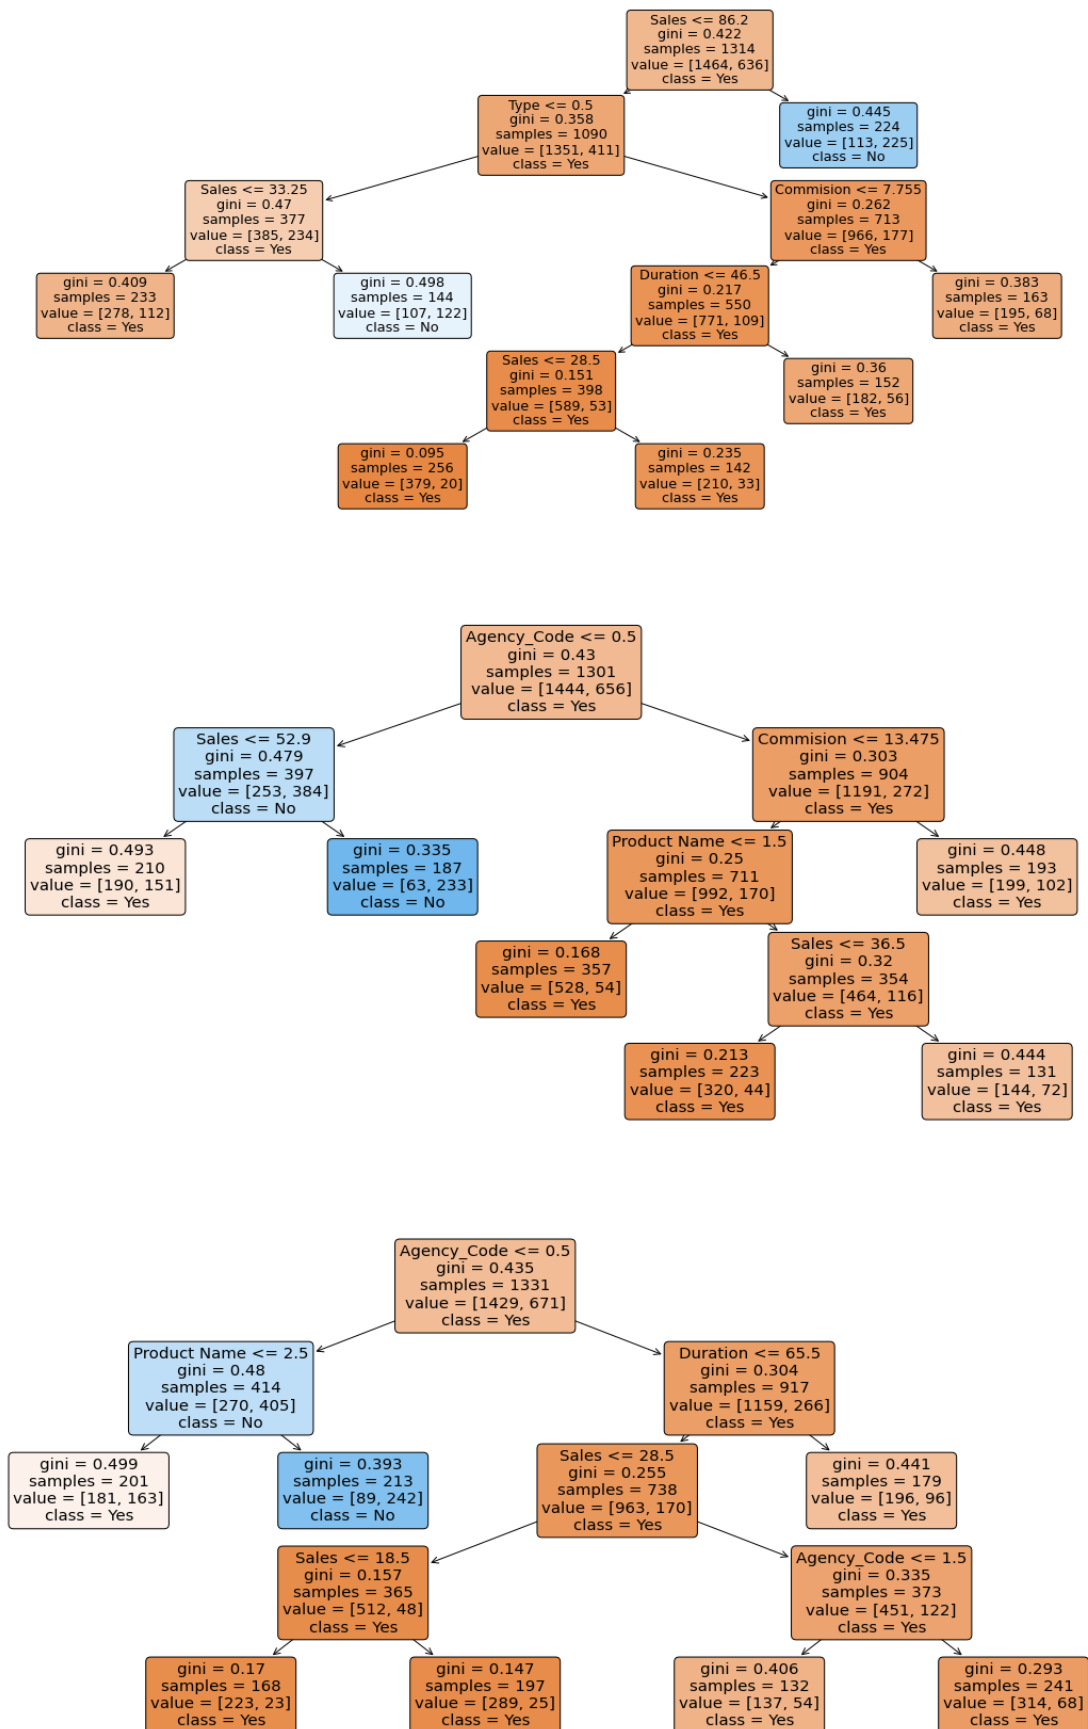 Sales <= 86.2
gini = 0.422
samples = 1314
value = [1464, 636]
class = Yes
Type <= 0.5
gini = 0.358
samples = 1090
value = [1351, 411]
class = Yes
gini = 0.445
samples = 224
value = [113, 225]
class = No
Sales <= 33.25
gini = 0.47
samples = 377
value = [385, 234]
class = Yes
Commision <= 7.755
gini = 0.262
samples = 713
value = [966, 177]
class = Yes
gini = 0.409
samples = 233
value = [278, 112]
class = Yes
gini = 0.498
samples = 144
value = [107, 122]
class = No
Duration <= 46.5
gini = 0.217
samples = 550
value = [771, 109]
class = Yes
gini = 0.383
samples = 163
value = [195, 68]
class = Yes
Sales <= 28.5
gini = 0.151
samples = 398
value = [589, 53]
class = Yes
gini = 0.36
samples = 152
value = [182, 56]
class = Yes
gini = 0.095
samples = 256
value = [379, 20]
class = Yes
gini = 0.235
samples = 142
value = [210, 33]
class = Yes
Agency_Code <= 0.5
gini = 0.43
samples = 1301
value = [1444, 656]
class = Yes
Sales <= 52.9
gini = 0.479
samples = 397
value = [253, 384]
class = No
Commision <= 13.475
gini = 0.303
samples = 904
value = [1191, 272]
class = Yes
gini = 0.493
samples = 210
value = [190, 151]
class = Yes
gini = 0.335
samples = 187
value = [63, 233]
class = No
Product Name <= 1.5
gini = 0.25
samples = 711
value = [992, 170]
class = Yes
gini = 0.448
samples = 193
value = [199, 102]
class = Yes
gini = 0.168
samples = 357
value = [528, 54]
class = Yes
Sales <= 36.5
gini = 0.32
samples = 354
value = [464, 116]
class = Yes
gini = 0.213
samples = 223
value = [320, 44]
class = Yes
gini = 0.444
samples = 131
value = [144, 72]
class = Yes
Agency_Code <= 0.5
gini = 0.435
samples = 1331
value = [1429, 671]
class = Yes
Product Name <= 2.5
gini = 0.48
samples = 414
value = [270, 405]
class = No
Duration <= 65.5
gini = 0.304
samples = 917
value = [1159, 266]
class = Yes
gini = 0.499
samples = 201
value = [181, 163]
class = Yes
gini = 0.393
samples = 213
value = [89, 242]
class = No
Sales <= 28.5
gini = 0.255
samples = 738
value = [963, 170]
class = Yes
gini = 0.441
samples = 179
value = [196, 96]
class = Yes
Sales <= 18.5
gini = 0.157
samples = 365
value = [512, 48]
class = Yes
Agency_Code <= 1.5
gini = 0.335
samples = 373
value = [451, 122]
class = Yes
gini = 0.17
samples = 168
value = [223, 23]
class = Yes
gini = 0.147
samples = 197
value = [289, 25]
class = Yes
gini = 0.406
samples = 132
value = [137, 54]
class = Yes
gini = 0.293
samples = 241
value = [314, 68]
class = Yes